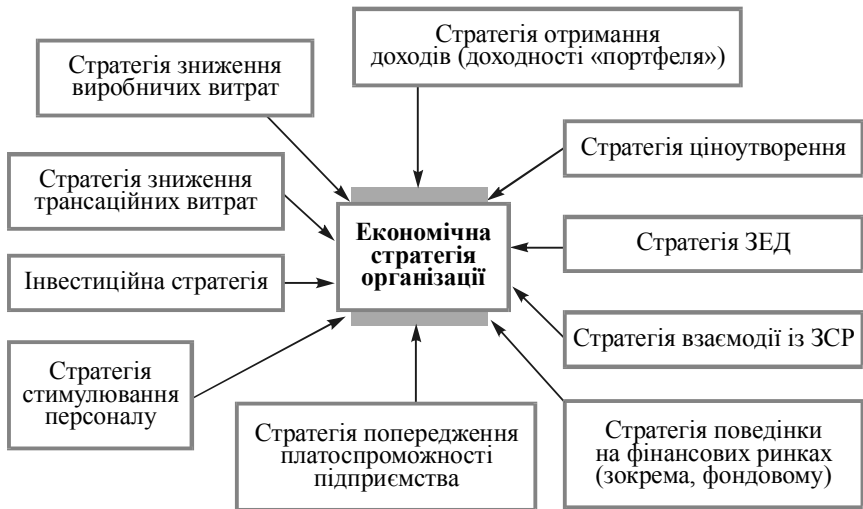 Стратегія отримання
доходів (доходності «портфеля»)
Стратегія зниження
виробничих витрат
Стратегія ціноутворення
Стратегія зниження
трансаційних витрат
Економічна
стратегія
організації
Стратегія ЗЕД
Інвестиційна стратегія
Стратегія взаємодії із ЗСР
Стратегія
стимулювання
персоналу
Стратегія попередження
платоспроможності
підприємства
Стратегія поведінки
на фінансових ринках
(зокрема, фондовому)